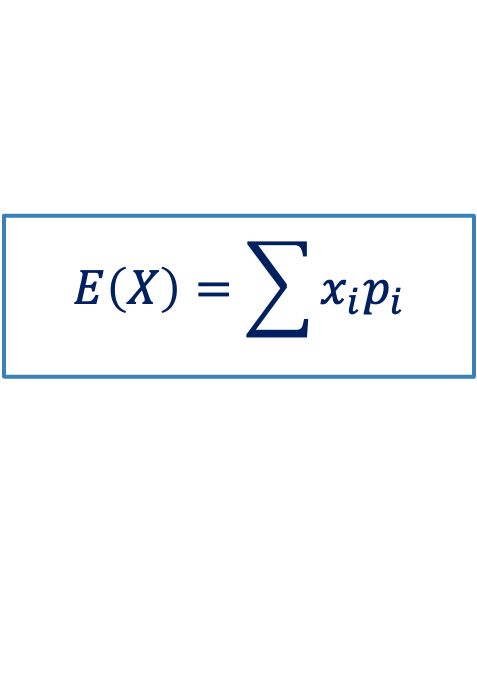 E(X) = ∑ xᵢpᵢ